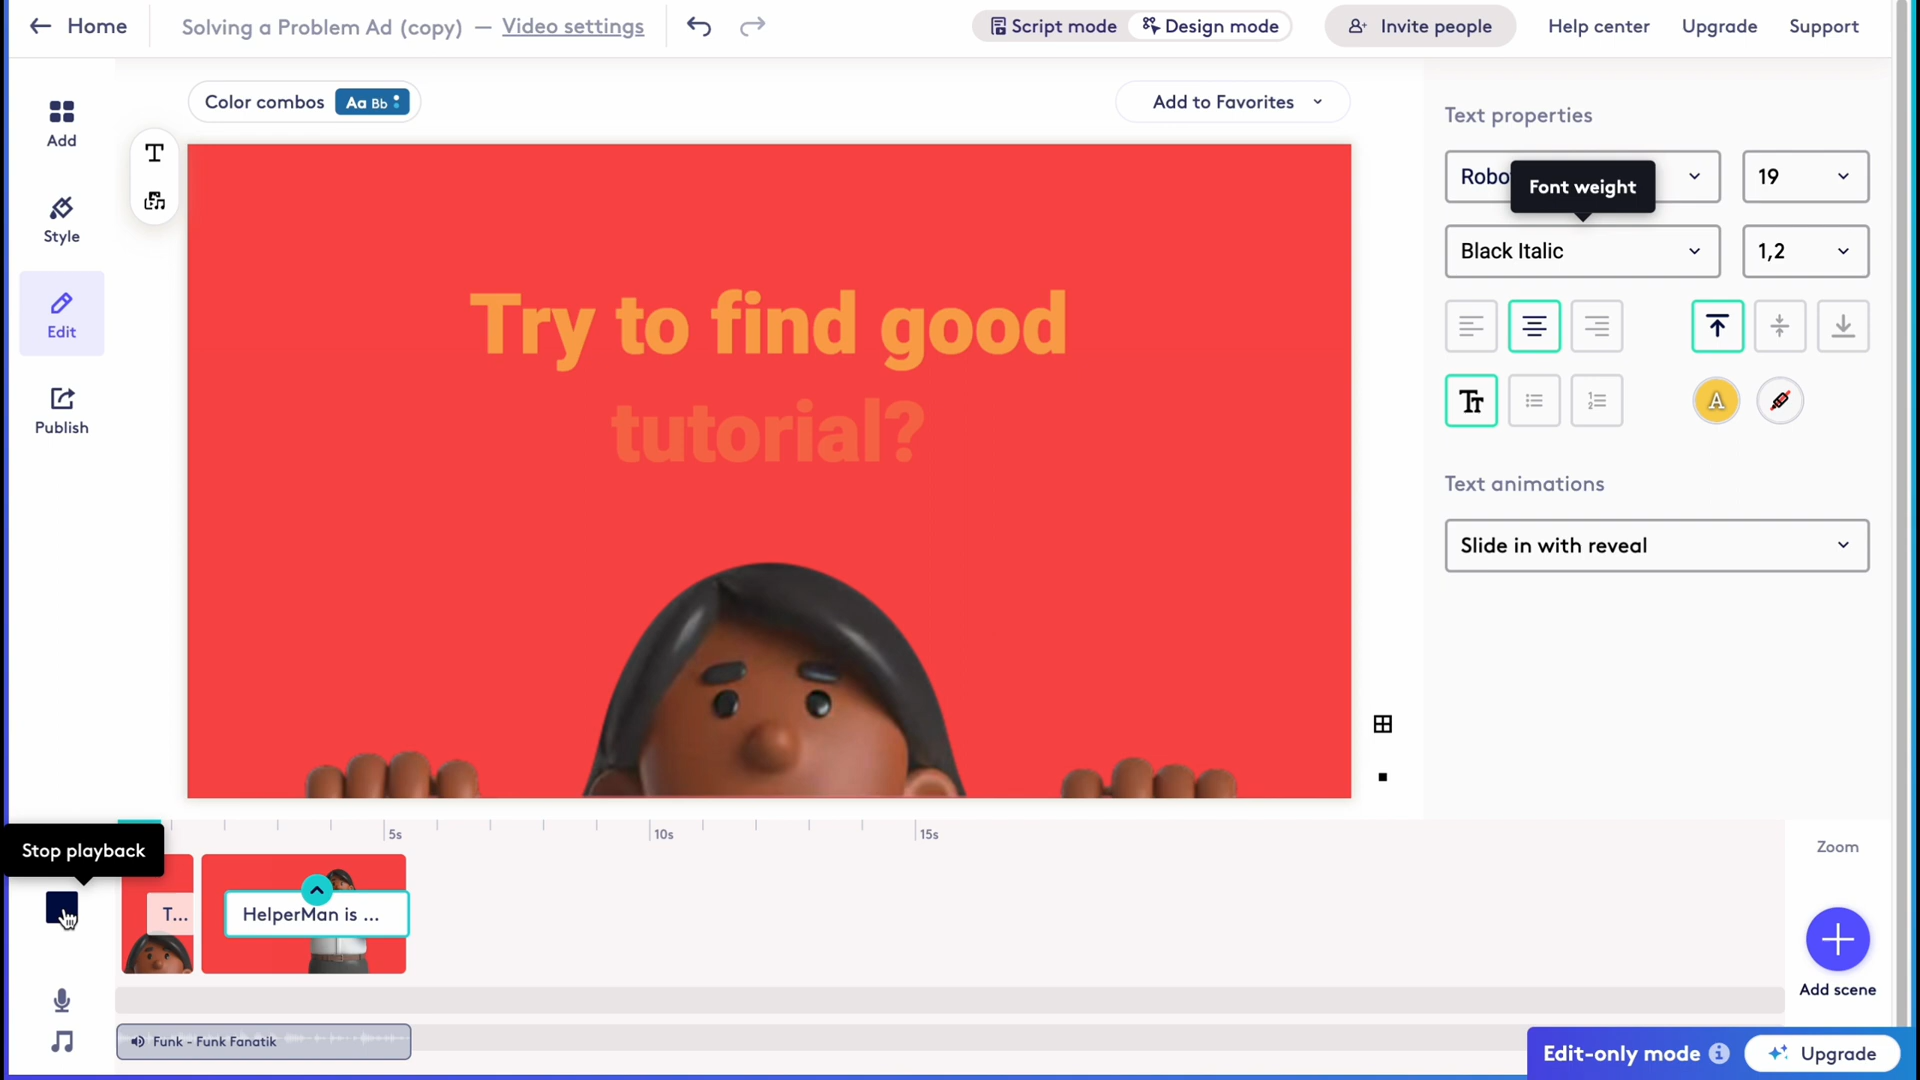 Home
Solving a Problem Ad (copy) — Video settings
Script mode
Design mode
Invite people
Help center
Upgrade
Support
Add
Style
Edit
Publish
Color combos Aa Bb
Add to Favorites
Try to find good
tutorial?
Text properties
Robo
19
Font weight
Black Italic
1,2
Text animations
Slide in with reveal
5s
10s
15s
Stop playback
T...
HelperMan is ...
Funk - Funk Fanatik
Zoom
Add scene
Edit-only mode
Upgrade